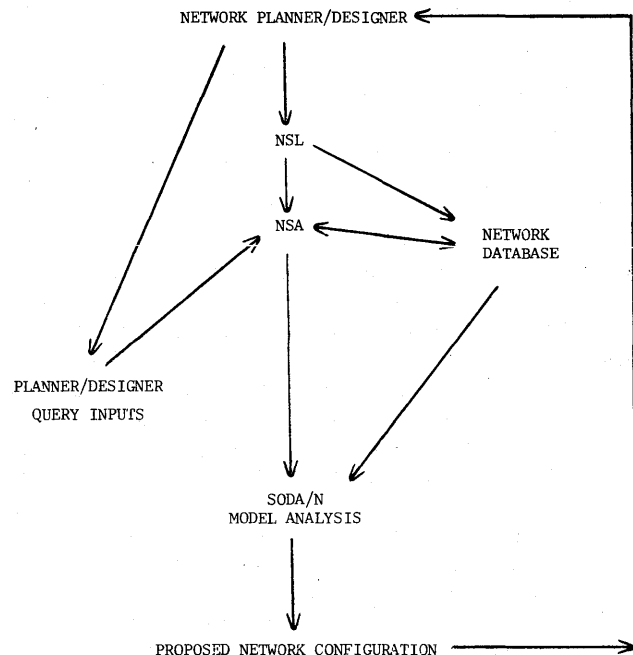 NETWORK PLANNER/DESIGNER
NSL
NSA
NETWORK
DATABASE
PLANNER/DESIGNER
QUERY INPUTS
SODA/N
MODEL ANALYSIS
PROPOSED NETWORK CONFIGURATION